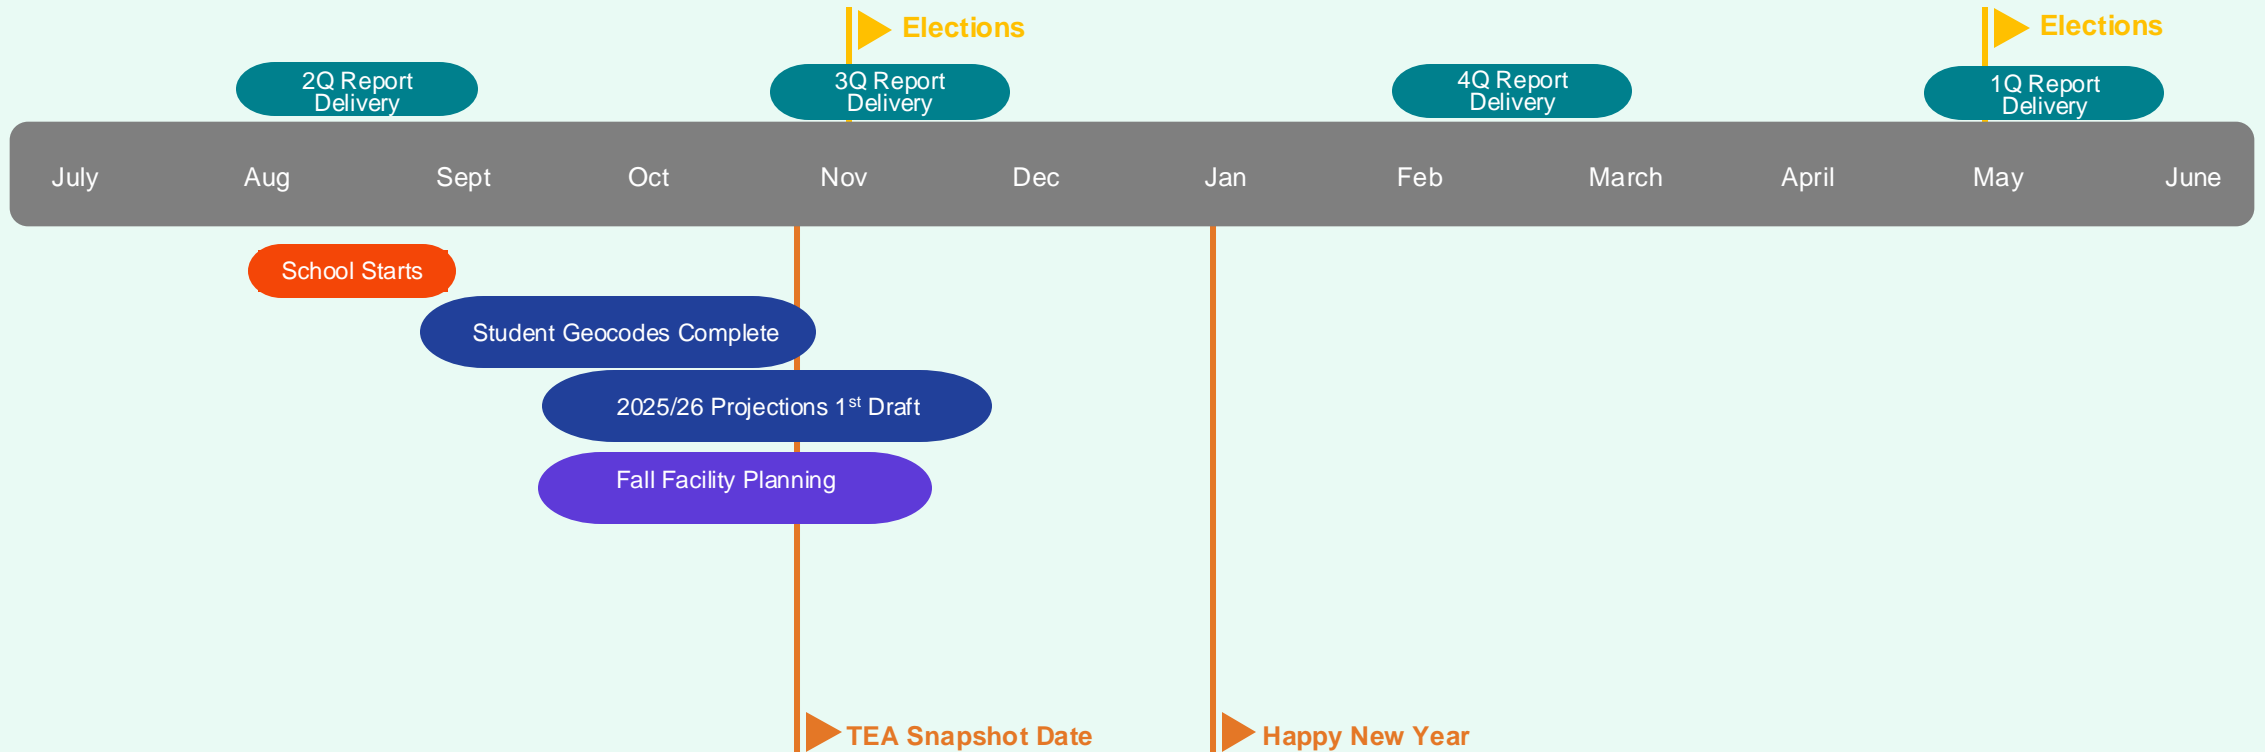 Elections
Elections
2Q Report
Delivery
3Q Report
Delivery
4Q Report
Delivery
1Q Report
Delivery
July Aug Sept Oct Nov Dec Jan Feb March April May June
School Starts
Student Geocodes Complete
2025/26 Projections 1st Draft
Fall Facility Planning
TEA Snapshot Date
Happy New Year